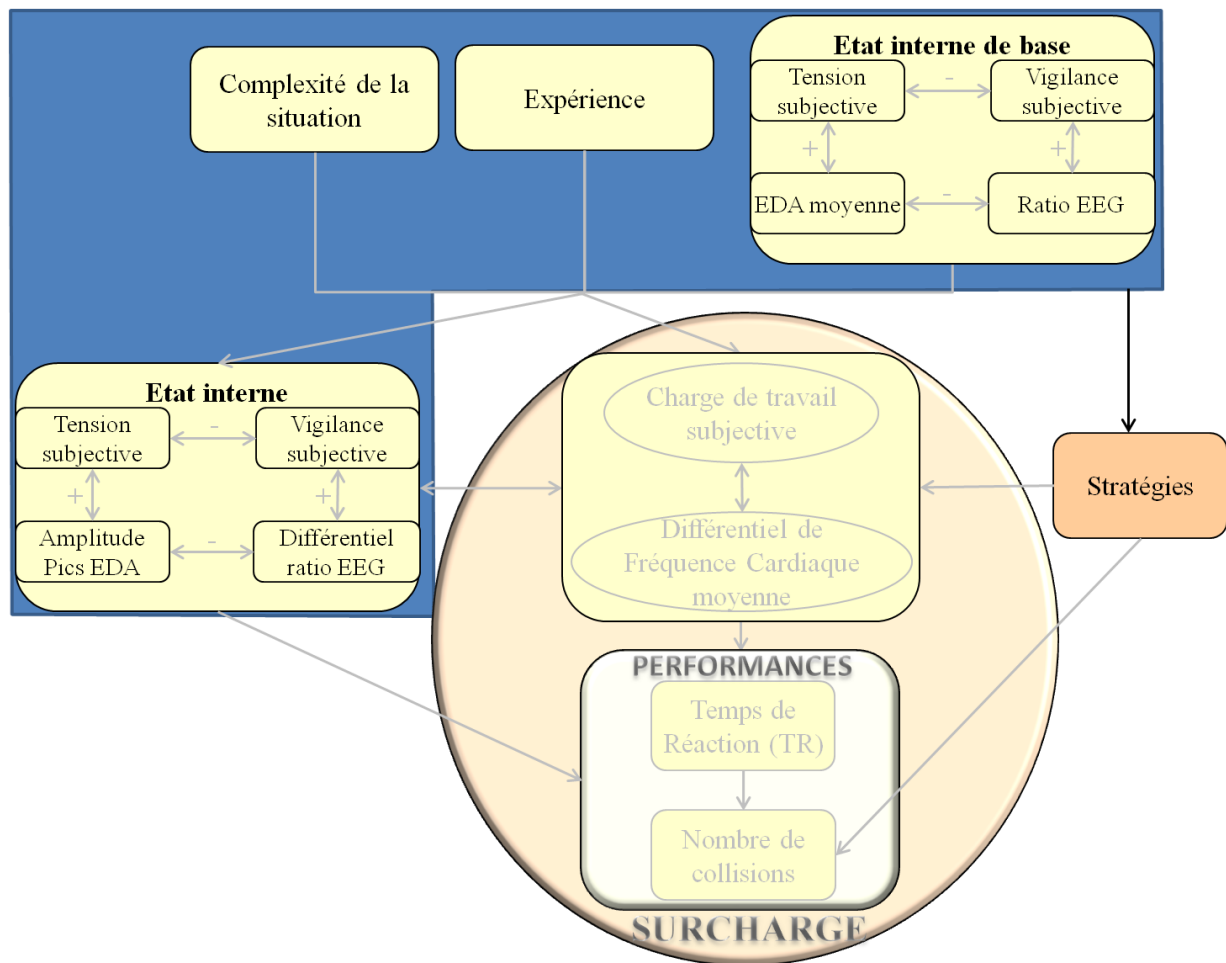 Complexité de la
situation
Expérience
Etat interne de base
Tension
subjective
-
Vigilance
subjective
+
+
EDA moyenne
-
Ratio EEG
Etat interne
Tension
subjective
-
Vigilance
subjective
+
+
Amplitude
Pics EDA
-
Différentiel
ratio EEG
Charge de travail
subjective
Différentiel de
Fréquence Cardiaque
moyenne
Stratégies
PERFORMANCES
Temps de
Réaction (TR)
Nombre de
collisions
SURCHARGE